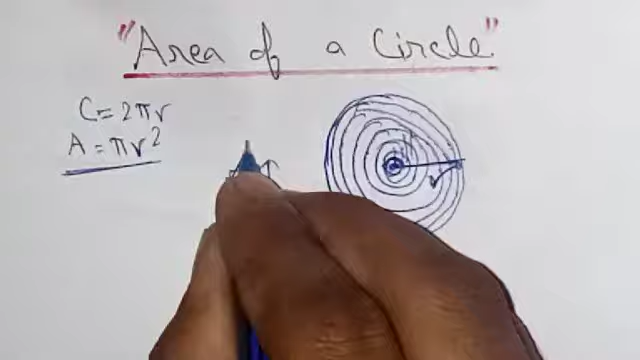 "Area of a Circle"
C = 2πr
A = πr²
r